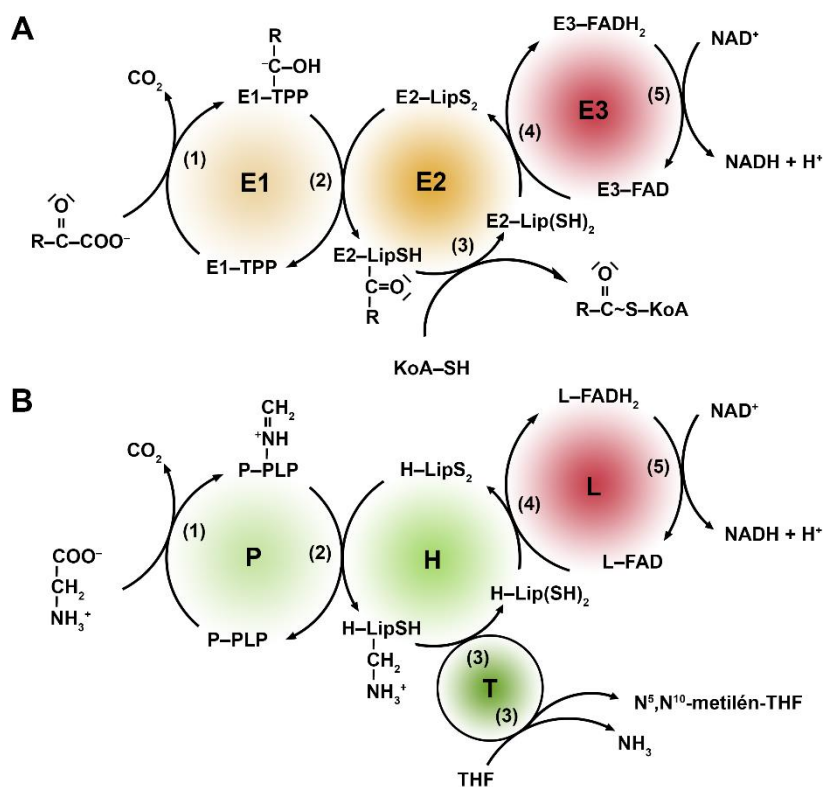 A
R
⁻C–OH
E1–TPP
CO₂
(1)
E1
(2)
R–C–COO⁻
O
E1–TPP
E2–LipS₂
E2
E2–LipSH
C=O
R
(3)
E2–Lip(SH)₂
KoA–SH
O
R–C~S–KoA
(4)
E3–FADH₂
E3
(5)
E3–FAD
NAD⁺
NADH + H⁺
B
CH₂
⁺NH
P–PLP
CO₂
(1)
P
(2)
COO⁻
CH₂
NH₃⁺
P–PLP
H–LipS₂
H
H–LipSH
CH₂
NH₃⁺
H–Lip(SH)₂
(3)
T
(3)
THF
N⁵,N¹⁰-metilén-THF
NH₃
(4)
L–FADH₂
L
(5)
L–FAD
NAD⁺
NADH + H⁺